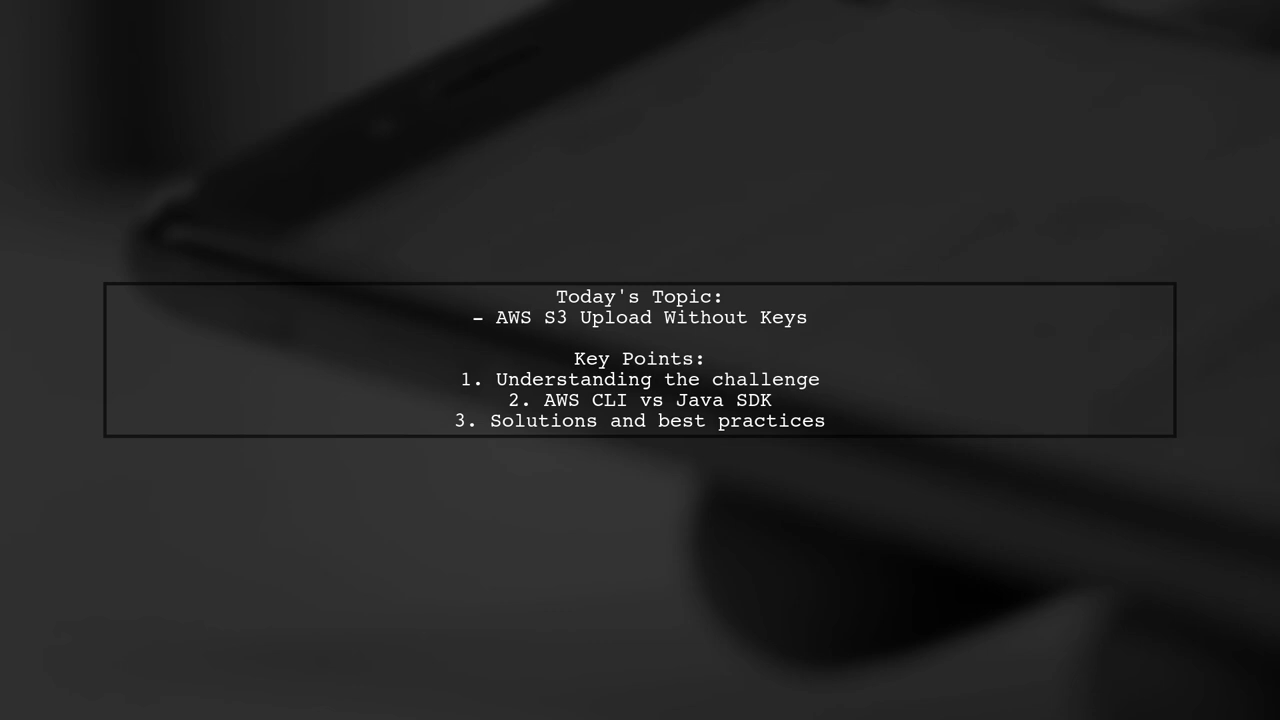 Today's Topic:
– AWS S3 Upload Without Keys
Key Points:
1. Understanding the challenge
2. AWS CLI vs Java SDK
3. Solutions and best practices